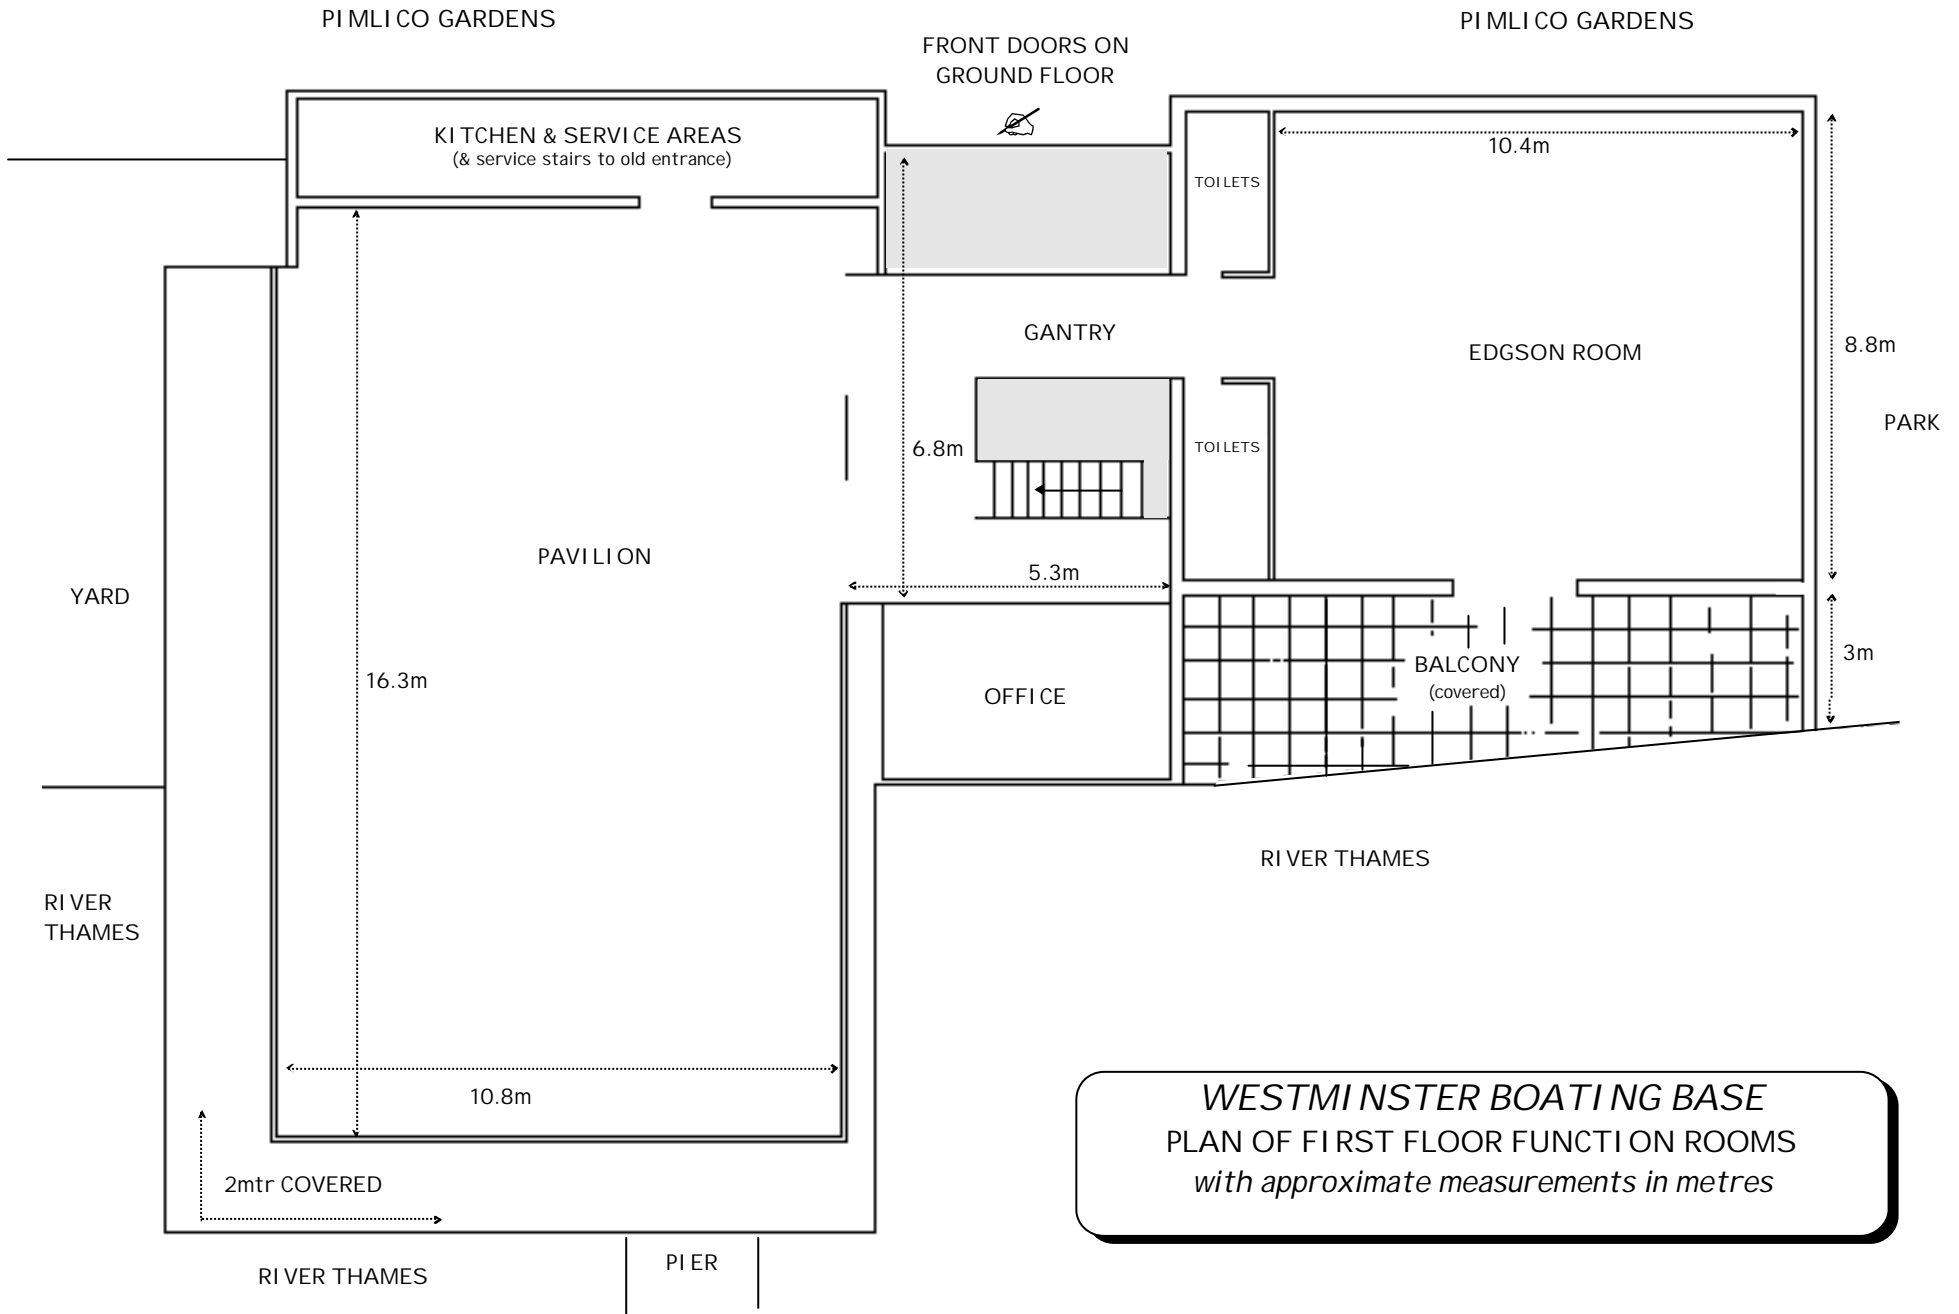 PIMLICO GARDENS
PIMLICO GARDENS
FRONT DOORS ON
GROUND FLOOR
KITCHEN & SERVICE AREAS
(& service stairs to old entrance)
10.4m
TOILETS
GANTRY
EDGSON ROOM
8.8m
PARK
6.8m
TOILETS
PAVILION
5.3m
YARD
16.3m
OFFICE
BALCONY
(covered)
3m
RIVER THAMES
RIVER
THAMES
10.8m
WESTMINSTER BOATING BASE
PLAN OF FIRST FLOOR FUNCTION ROOMS
with approximate measurements in metres
2mtr COVERED
RIVER THAMES
PIER